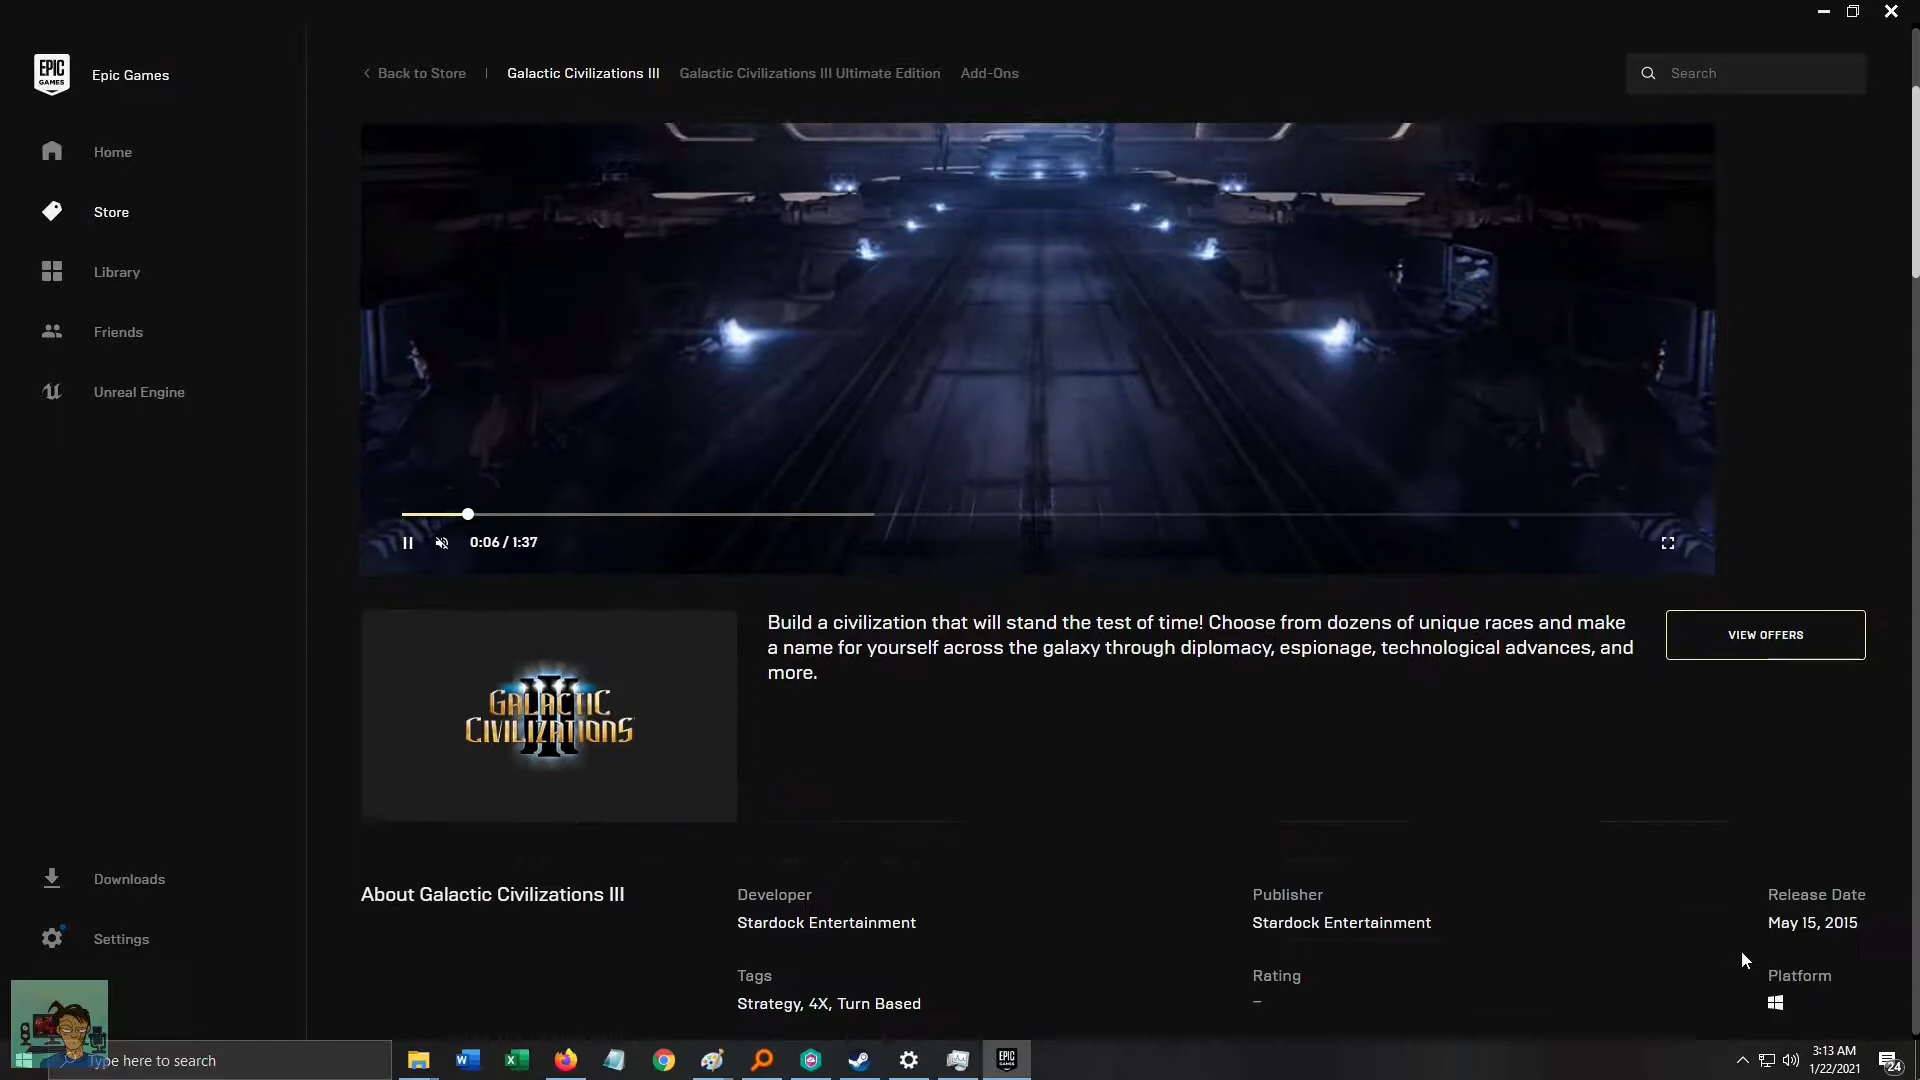 EPIC
GAMES
Epic Games
Back to Store
Galactic Civilizations III
Galactic Civilizations III Ultimate Edition
Add-Ons
Search
Home
Store
Library
Friends
Unreal Engine
0:06 / 1:37
GALACTIC
CIVILIZATIONS
III
Build a civilization that will stand the test of time! Choose from dozens of unique races and make
a name for yourself across the galaxy through diplomacy, espionage, technological advances, and
more.
VIEW OFFERS
Downloads
Settings
About Galactic Civilizations III
Developer
Stardock Entertainment
Publisher
Stardock Entertainment
Release Date
May 15, 2015
Tags
Strategy, 4X, Turn Based
Rating
–
Platform
Type here to search
EPIC
GAMES
3:13 AM
1/22/2021
24